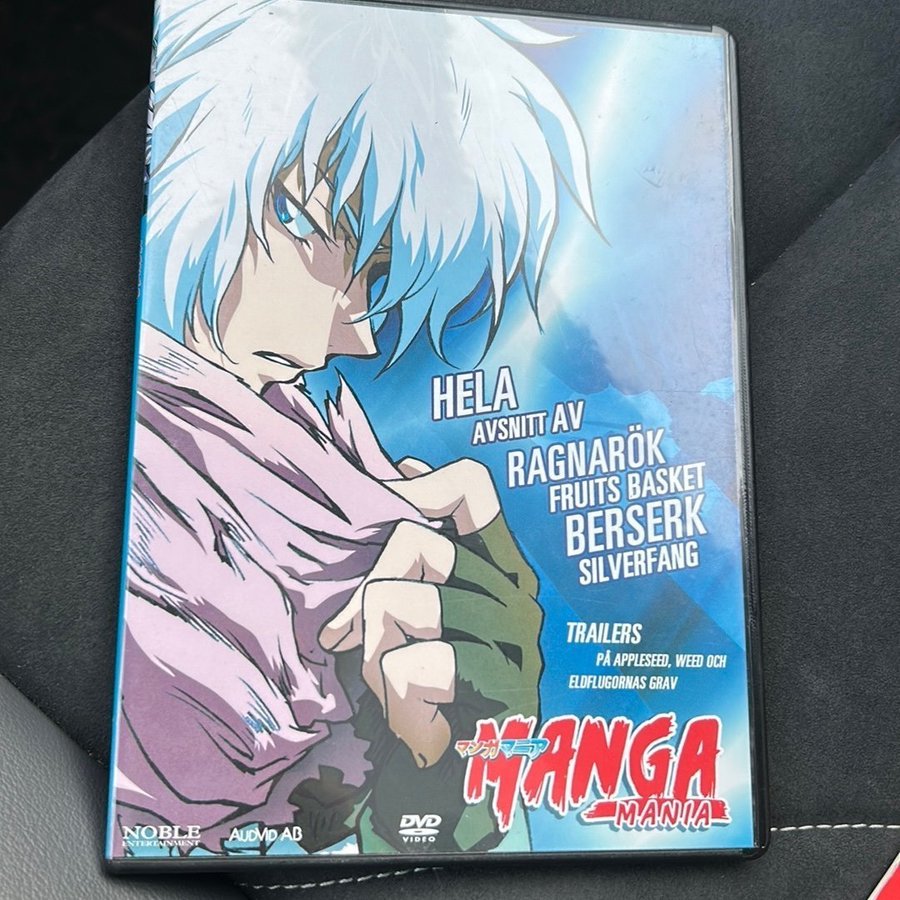 HELA
AVSNITT AV
RAGNARÖK
FRUITS BASKET
BERSERK
SILVERFANG
TRAILERS
PÅ APPLESEED, WEED OCH
ELDFLUGORNAS GRAV
マンガマニア
MANGA
MANIA
NOBLE
ENTERTAINMENT
AUDVID AB
DVD
VIDEO